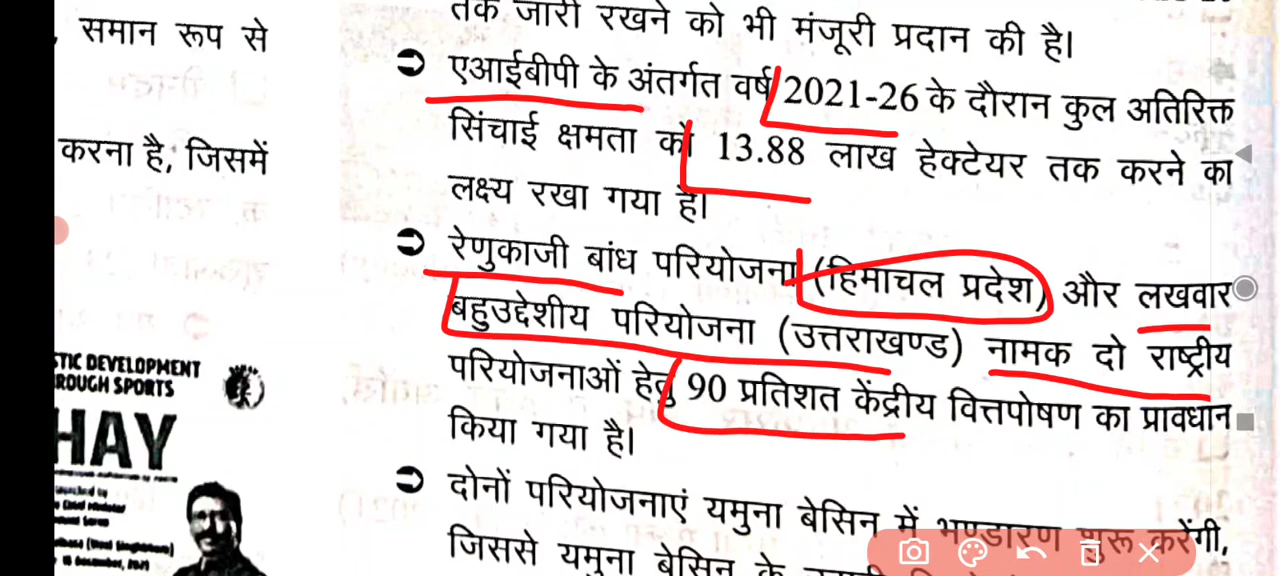 , समान रूप से
करना है, जिसमें
तक जारी रखने को भी मंजूरी प्रदान की है।
एआईबीपी के अंतर्गत वर्ष 2021-26 के दौरान कुल अतिरिक्त
सिंचाई क्षमता को 13.88 लाख हेक्टेयर तक करने का
लक्ष्य रखा गया है।
रेणुकाजी बांध परियोजना (हिमाचल प्रदेश) और लखवार
बहुउद्देशीय परियोजना (उत्तराखण्ड) नामक दो राष्ट्रीय
परियोजनाओं हेतु 90 प्रतिशत केंद्रीय वित्तपोषण का प्रावधान
किया गया है।
दोनों परियोजनाएं यमुना बेसिन में भण्डारण शुरू करेंगी,
जिससे यमुना बेसिन के
STIC DEVELOPMENT
ROUGH SPORTS
HAY